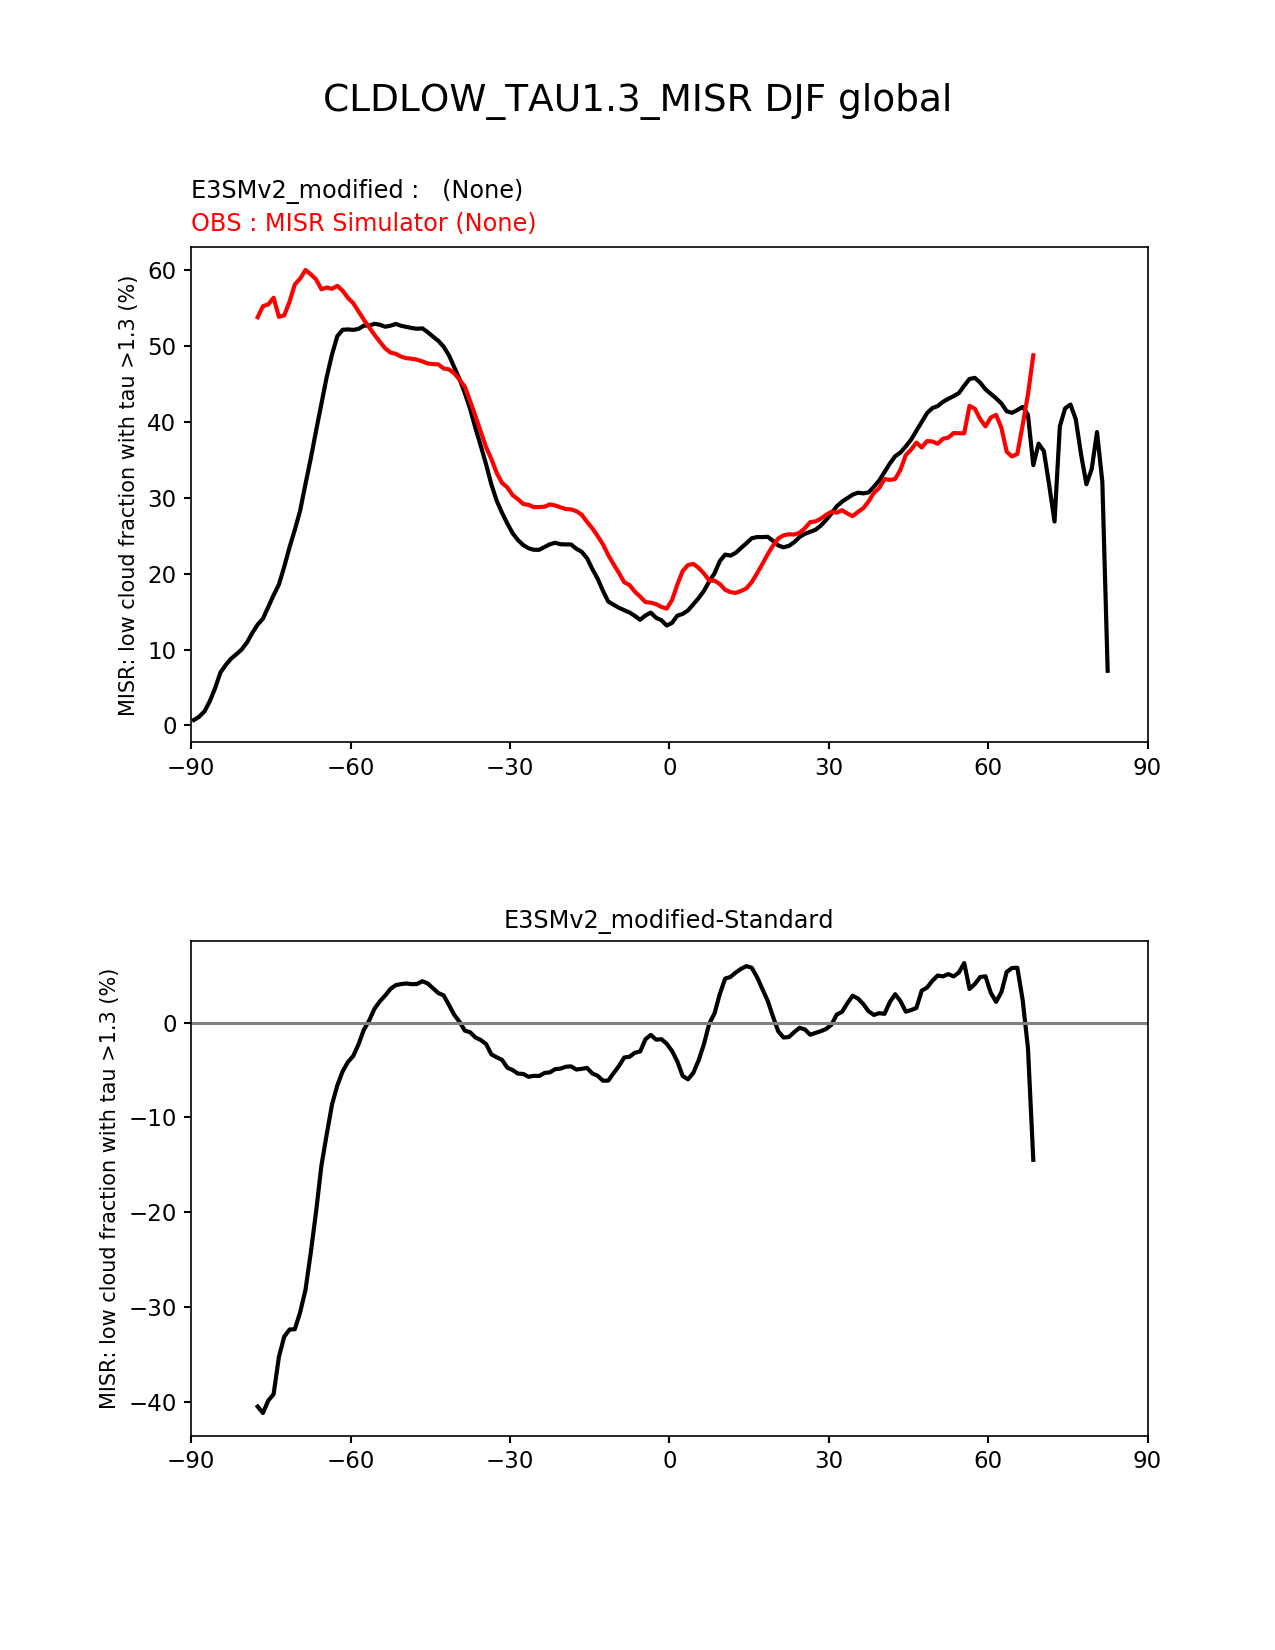 CLDLOW_TAU1.3_MISR DJF global
E3SMv2_modified :   (None)
OBS : MISR Simulator (None)
MISR: low cloud fraction with tau >1.3 (%)
60
50
40
30
20
10
0
−90 −60 −30 0 30 60 90
E3SMv2_modified-Standard
MISR: low cloud fraction with tau >1.3 (%)
0
−10
−20
−30
−40
−90 −60 −30 0 30 60 90